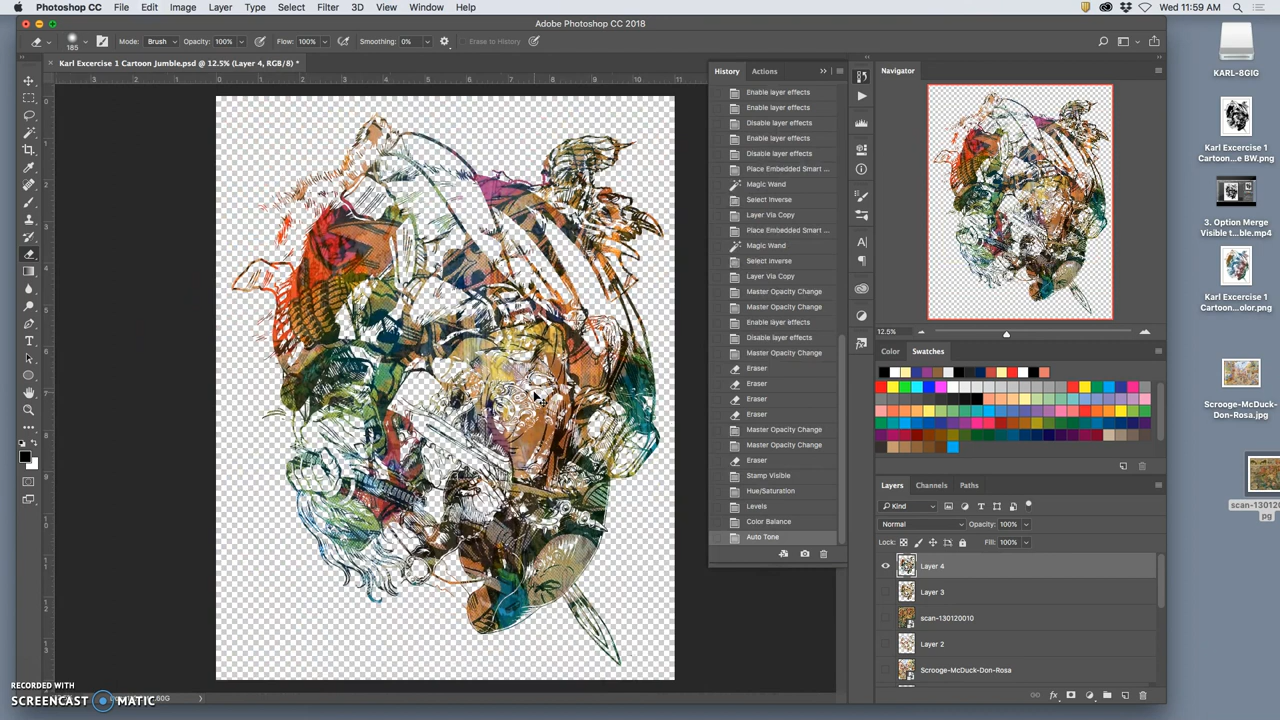 Photoshop CC File Edit Image Layer Type Select Filter 3D View Window Help Wed 11:59 AM
Adobe Photoshop CC 2018
185 Mode: Brush Opacity: 100% Flow: 100% Smoothing: 0% Erase to History
Karl Excercise 1 Cartoon Jumble.psd @ 12.5% (Layer 4, RGB/8) *
History Actions
Enable layer effects
Enable layer effects
Disable layer effects
Enable layer effects
Disable layer effects
Place Embedded Smart ...
Magic Wand
Select Inverse
Layer Via Copy
Place Embedded Smart ...
Magic Wand
Select Inverse
Layer Via Copy
Master Opacity Change
Master Opacity Change
Enable layer effects
Disable layer effects
Master Opacity Change
Eraser
Eraser
Eraser
Eraser
Master Opacity Change
Master Opacity Change
Eraser
Stamp Visible
Hue/Saturation
Levels
Color Balance
Auto Tone
Navigator
12.5%
Color Swatches
Layers Channels Paths
Kind
Normal Opacity: 100%
Lock: Fill: 100%
Layer 4
Layer 3
scan-130120010
Layer 2
Scrooge-McDuck-Don-Rosa
KARL-8GIG
Karl Excercise 1
Cartoon...e BW.png
3. Option Merge
Visible t...ble.mp4
Karl Excercise 1
Cartoon...olor.png
Scrooge-McDuck-
Don-Rosa.jpg
RECORDED WITH
SCREENCAST MATIC